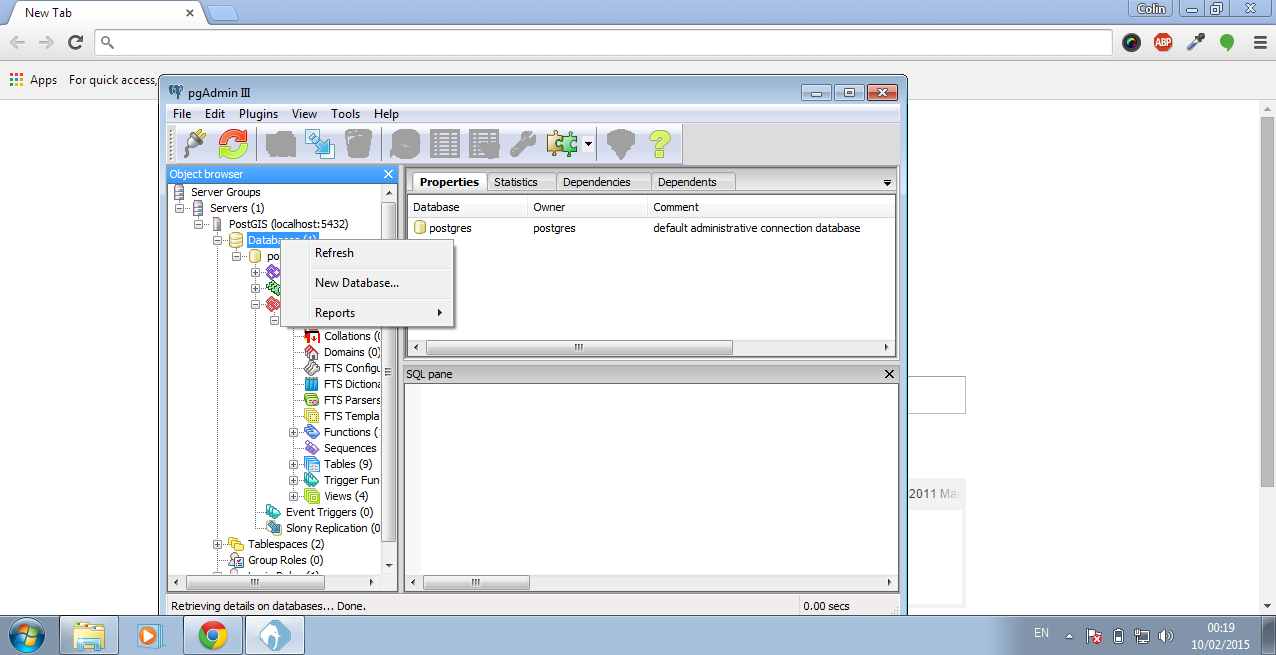 New Tab
Colin
ABP
Apps For quick access,
pgAdmin III
File Edit Plugins View Tools Help
Object browser
Server Groups
Servers (1)
PostGIS (localhost:5432)
Databases (1)
po
Refresh
New Database...
Reports
Collations (0
Domains (0)
FTS Configu
FTS Dictiona
FTS Parsers
FTS Templa
Functions (
Sequences
Tables (9)
Trigger Fun
Views (4)
Event Triggers (0)
Slony Replication (0
Tablespaces (2)
Group Roles (0)
Properties Statistics Dependencies Dependents
Database Owner Comment
postgres postgres default administrative connection database
SQL pane
2011 Mar
Retrieving details on databases... Done.
0.00 secs
EN
00:19
10/02/2015